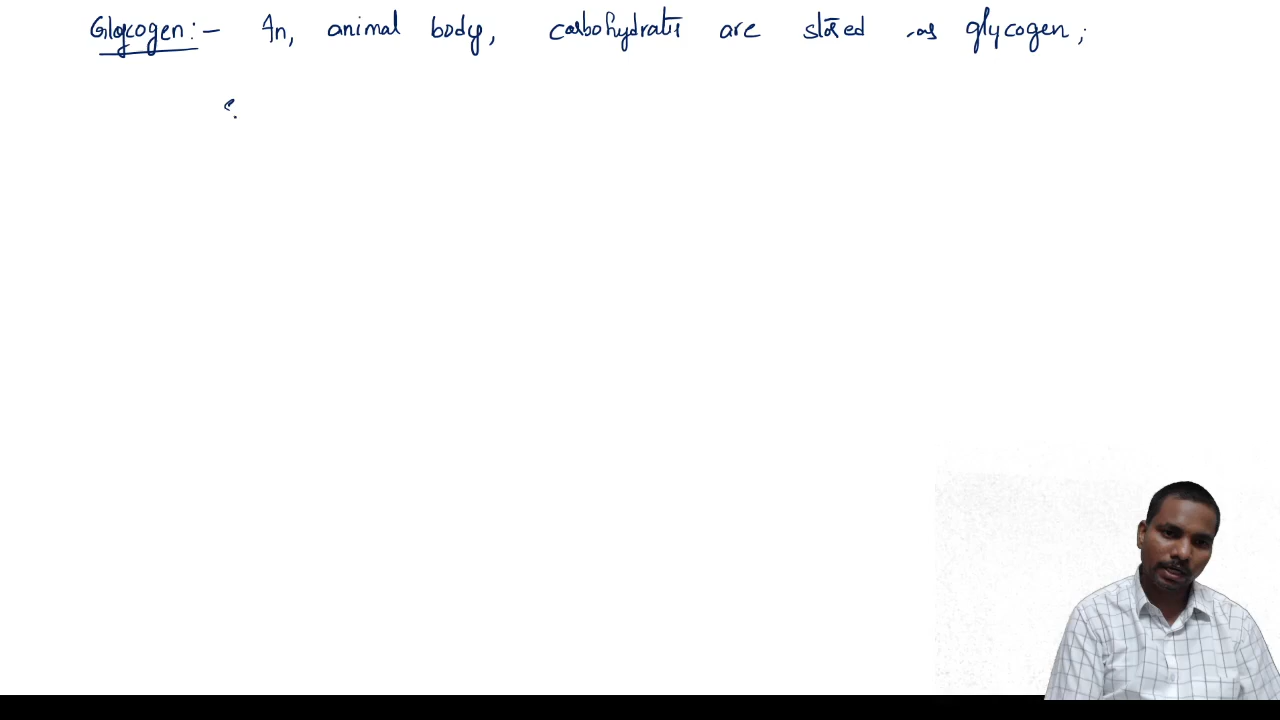 Glycogen:- In, animal body, carbohydrates are stored as glycogen;